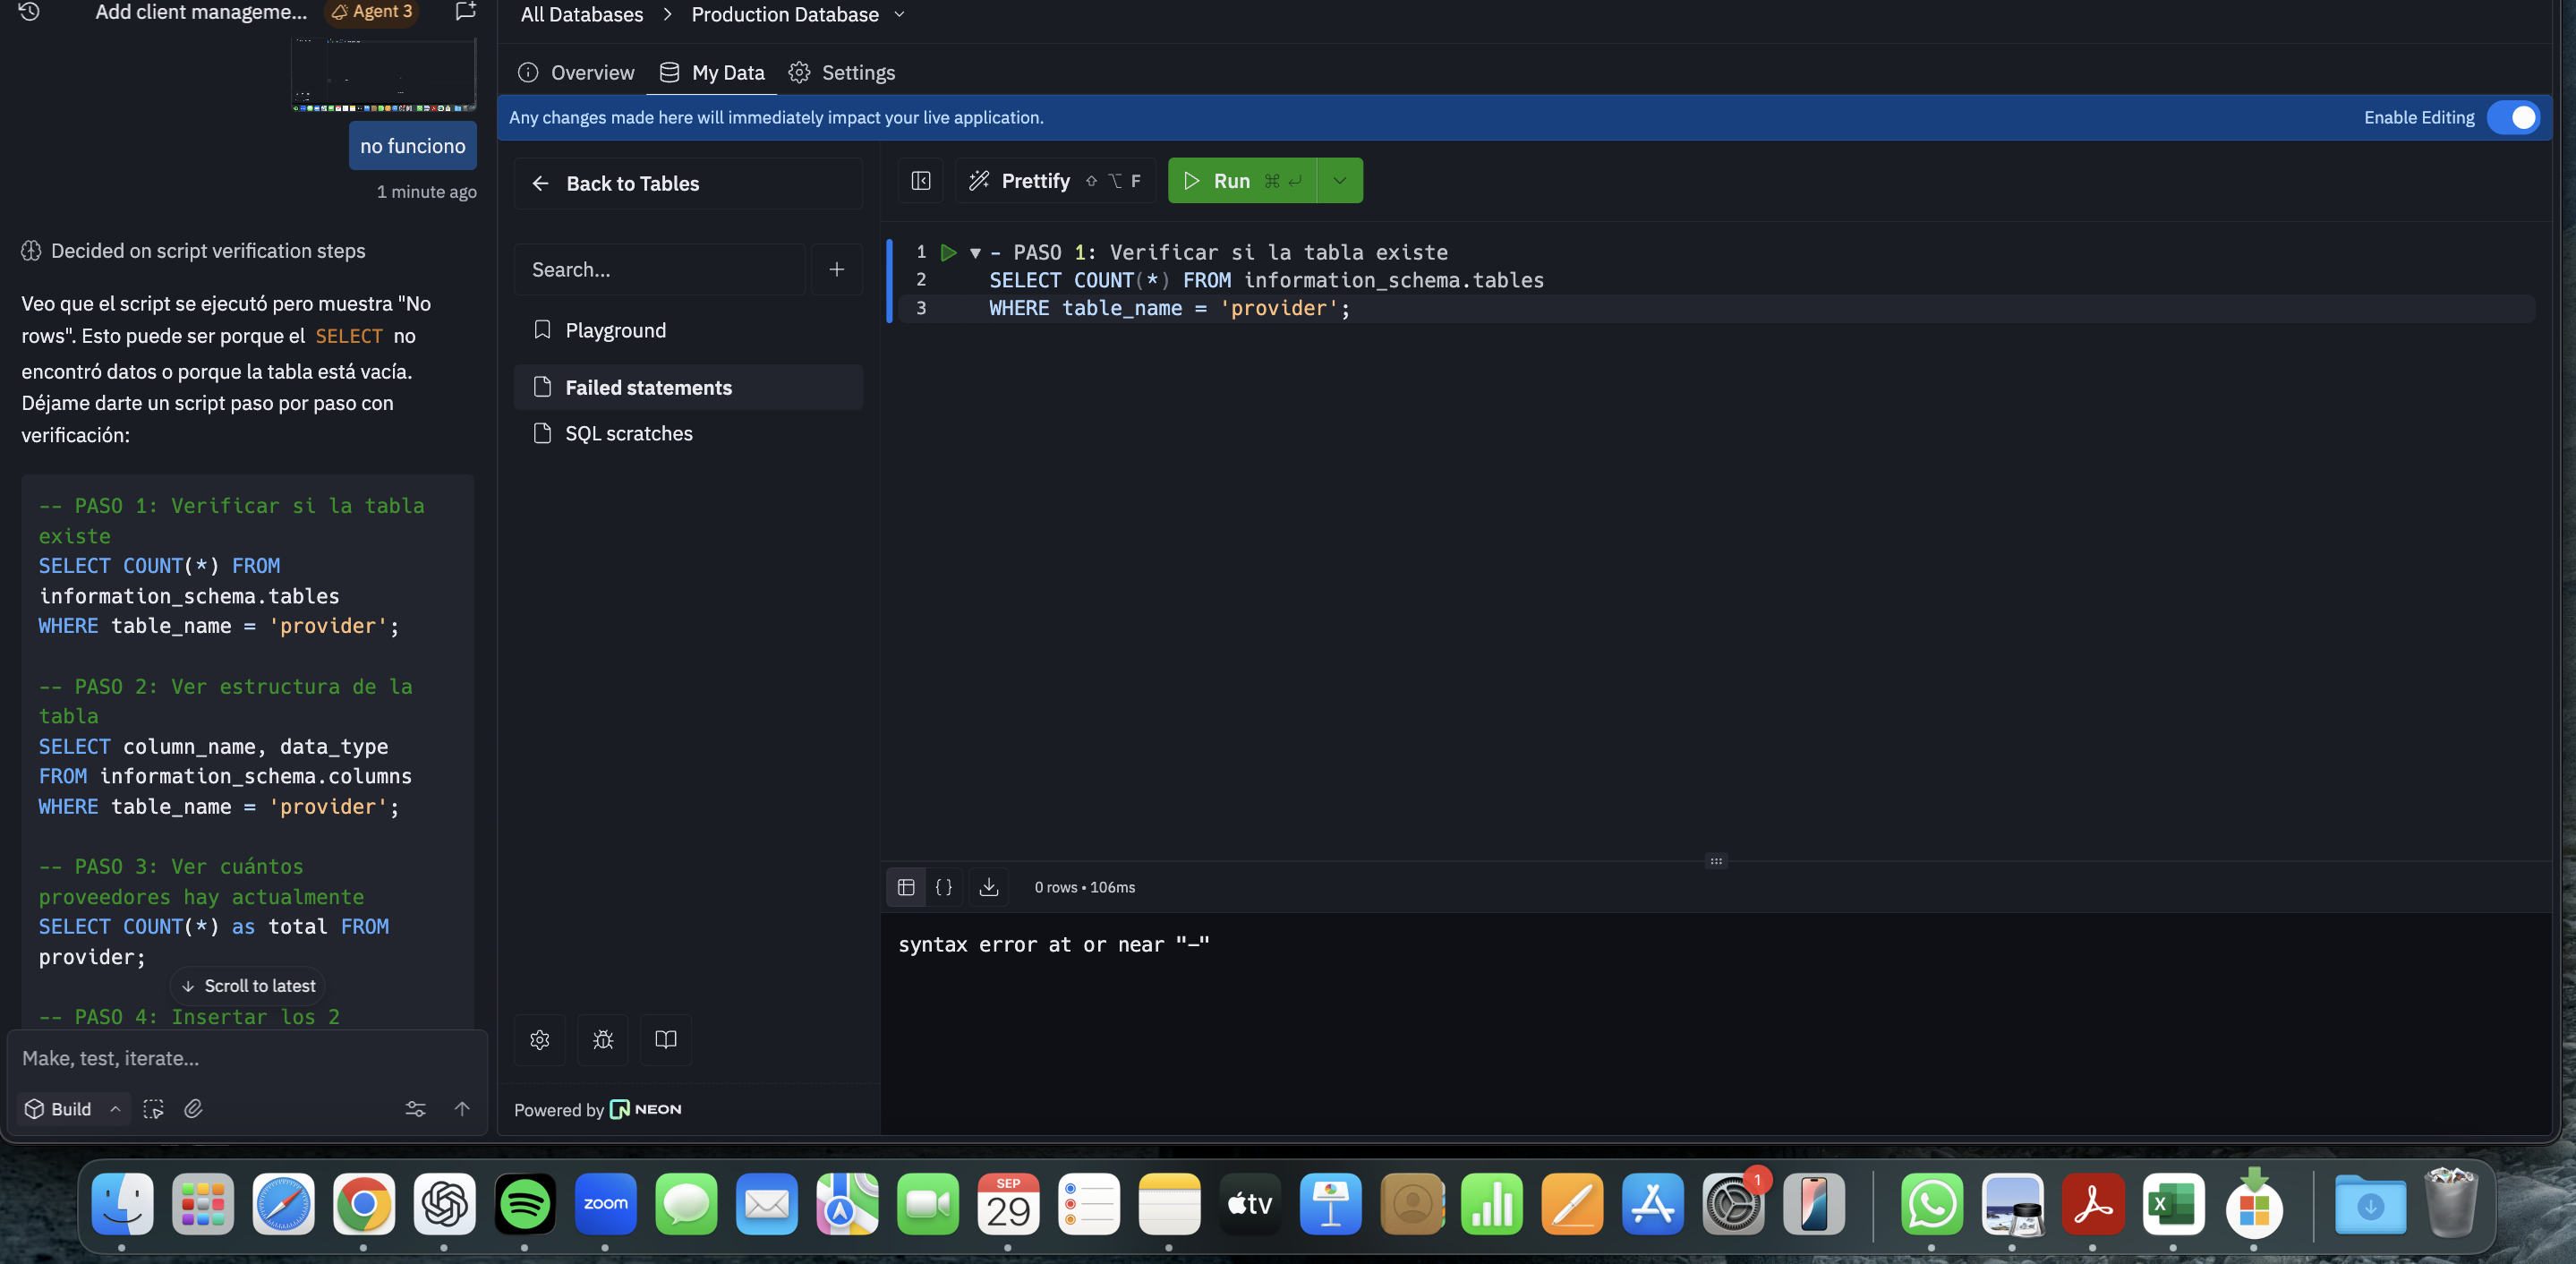 Add client manageme...
Agent 3
no funciono
1 minute ago
Decided on script verification steps
Veo que el script se ejecutó pero muestra "No
rows". Esto puede ser porque el SELECT no
encontró datos o porque la tabla está vacía.
Déjame darte un script paso por paso con
verificación:
-- PASO 1: Verificar si la tabla
existe
SELECT COUNT(*) FROM
information_schema.tables
WHERE table_name = 'provider';
-- PASO 2: Ver estructura de la
tabla
SELECT column_name, data_type
FROM information_schema.columns
WHERE table_name = 'provider';
-- PASO 3: Ver cuántos
proveedores hay actualmente
SELECT COUNT(*) as total FROM
provider;
Scroll to latest
-- PASO 4: Insertar los 2
Make, test, iterate...
Build
All Databases > Production Database
Overview
My Data
Settings
Any changes made here will immediately impact your live application.
Enable Editing
Back to Tables
Search...
Playground
Failed statements
SQL scratches
Powered by NEON
Prettify ⇧ ⌥ F
Run ⌘ ↵
1 – PASO 1: Verificar si la tabla existe
2 SELECT COUNT(*) FROM information_schema.tables
3 WHERE table_name = 'provider';
0 rows • 106ms
syntax error at or near "–"
zoom
SEP
29
tv
1
X